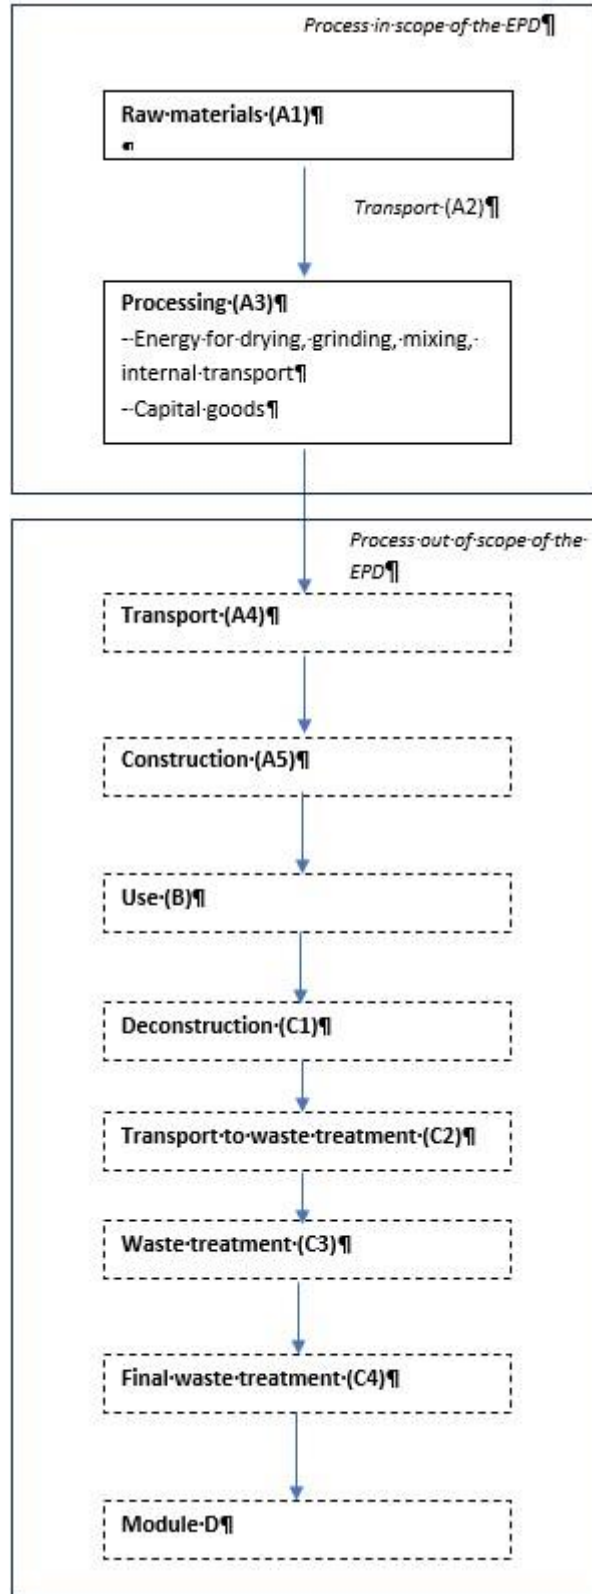 Process·in·scope·of·the·EPD¶
Raw·materials·(A1)¶
¶
Transport·(A2)¶
Processing·(A3)¶
--Energy·for·drying,·grinding,·mixing,·
internal·transport¶
--Capital·goods¶
Process·out·of·scope·of·the·
EPD¶
Transport·(A4)¶
Construction·(A5)¶
Use·(B)¶
Deconstruction·(C1)¶
Transport·to·waste·treatment·(C2)¶
Waste·treatment·(C3)¶
Final·waste·treatment·(C4)¶
Module·D¶